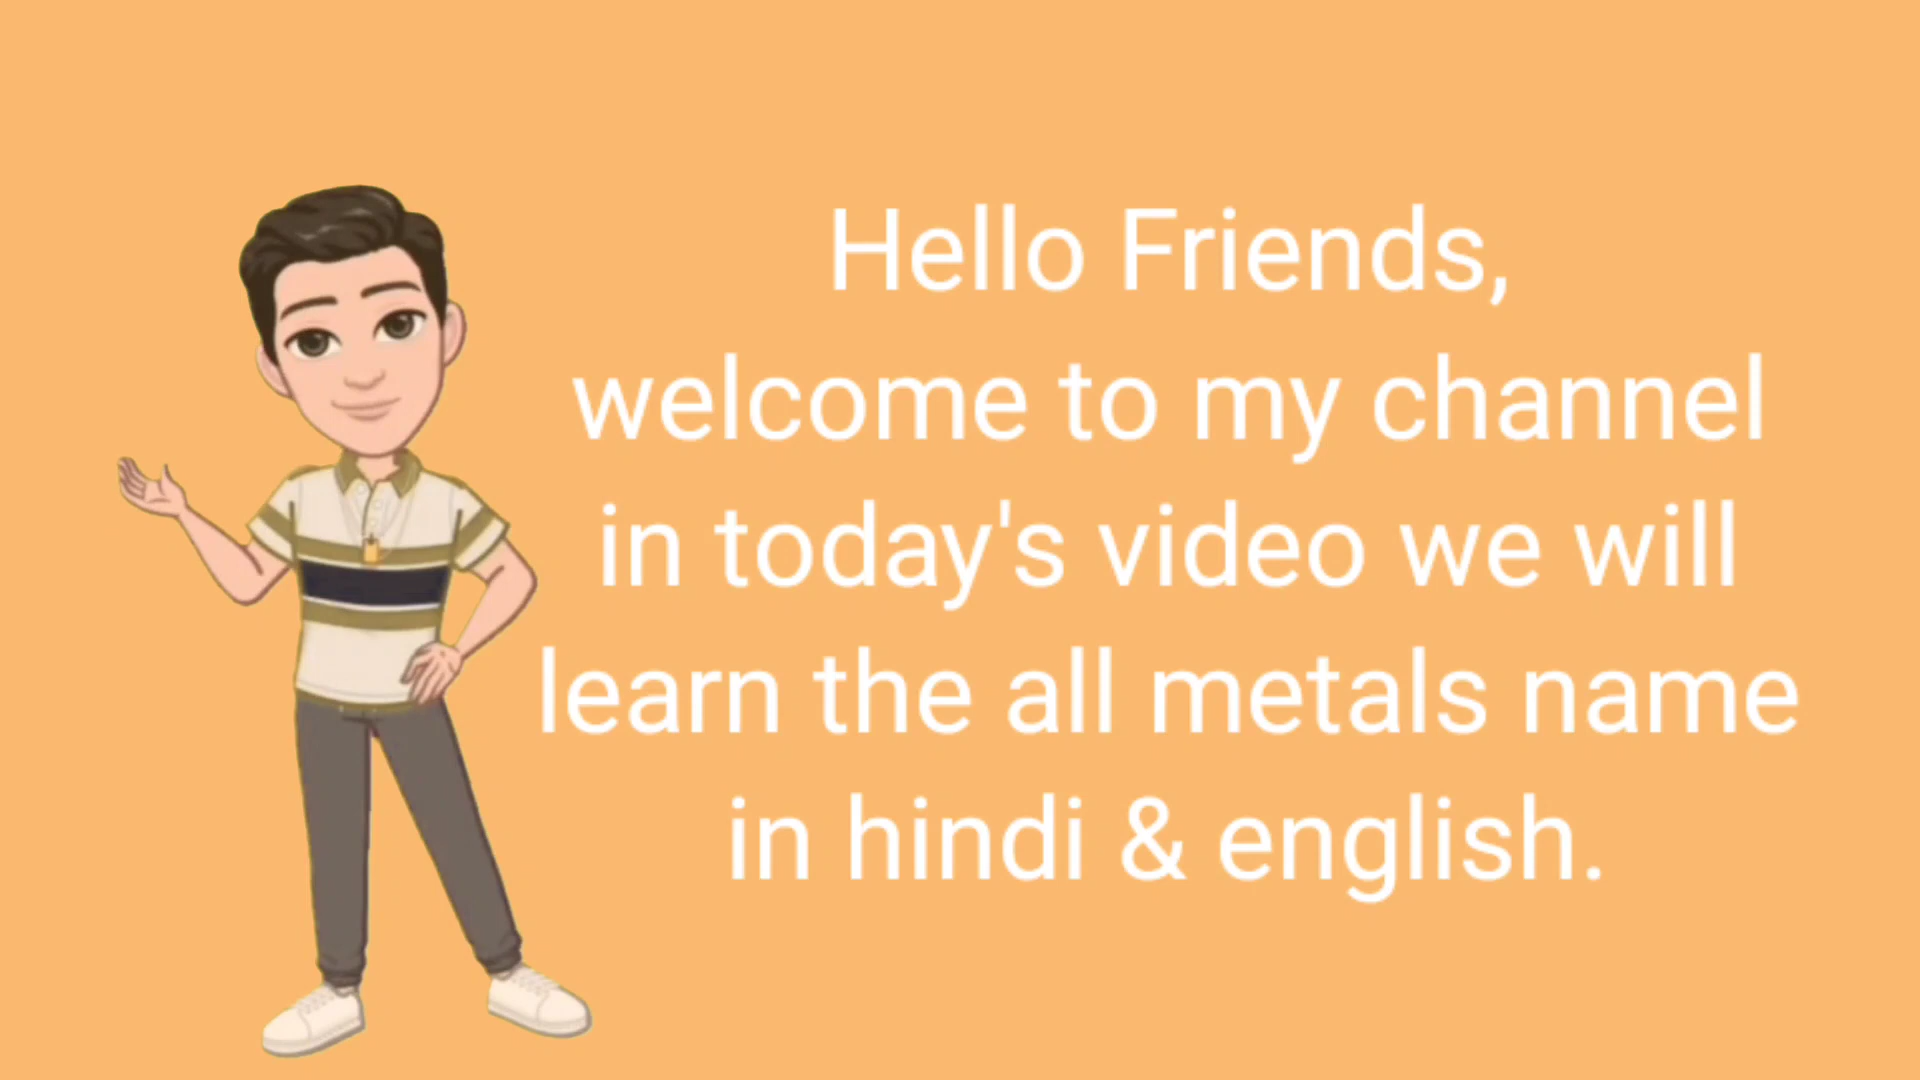 Hello Friends,
welcome to my channel
in today's video we will
learn the all metals name
in hindi & english.